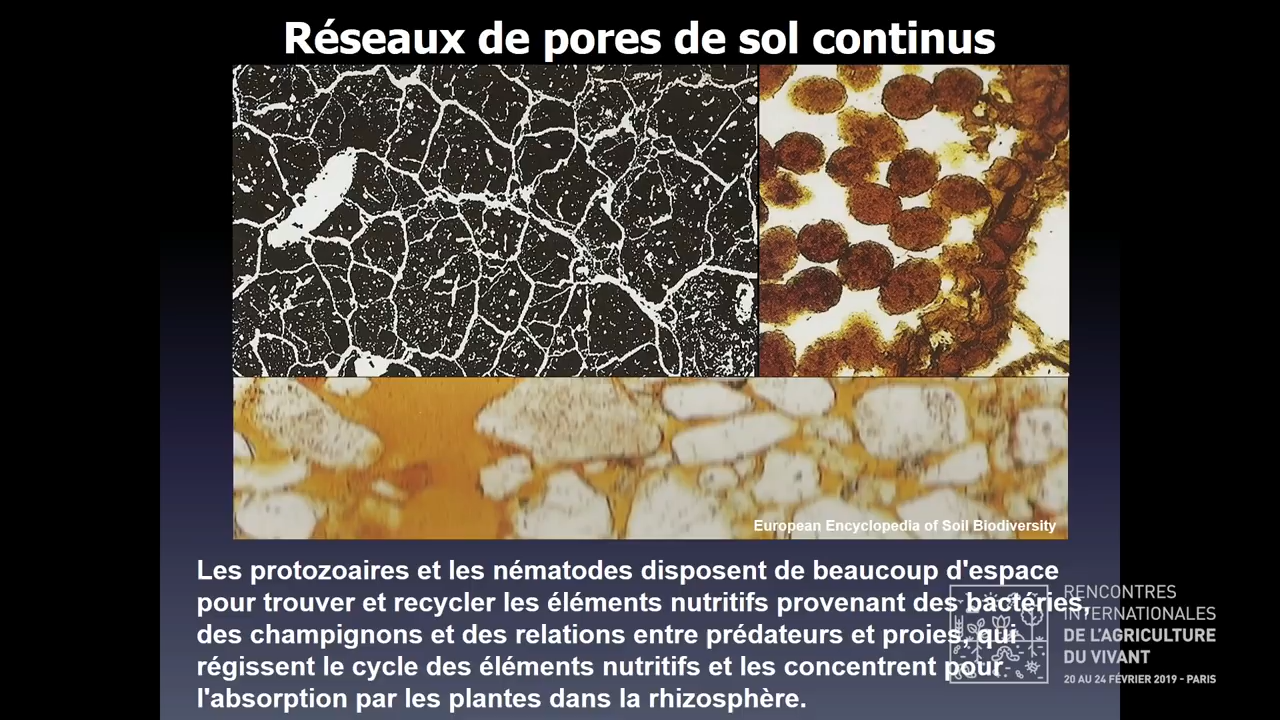 Réseaux de pores de sol continus
European Encyclopedia of Soil Biodiversity
Les protozoaires et les nématodes disposent de beaucoup d'espace
pour trouver et recycler les éléments nutritifs provenant des bactéries,
des champignons et des relations entre prédateurs et proies, qui
régissent le cycle des éléments nutritifs et les concentrent pour
l'absorption par les plantes dans la rhizosphère.
RENCONTRES
INTERNATIONALES
DE L'AGRICULTURE
DU VIVANT
20 AU 24 FÉVRIER 2019 - PARIS